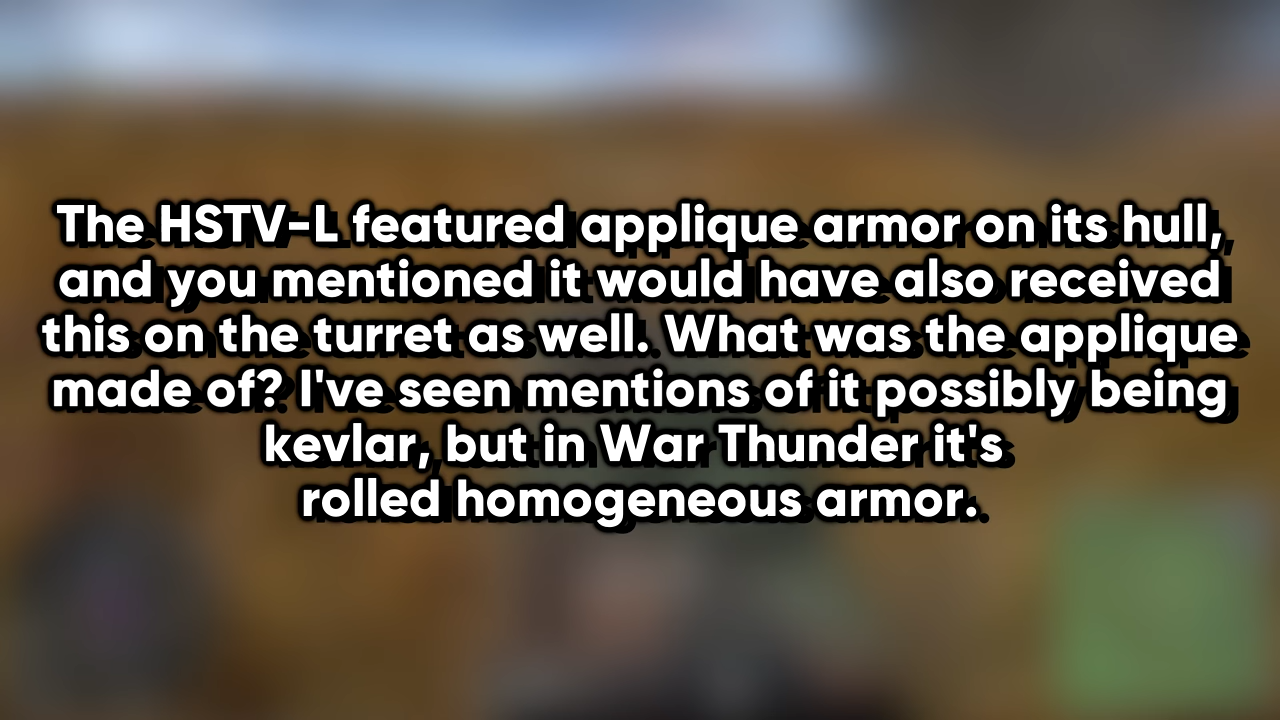 The HSTV-L featured applique armor on its hull,
and you mentioned it would have also received
this on the turret as well. What was the applique
made of? I've seen mentions of it possibly being
kevlar, but in War Thunder it's
rolled homogeneous armor.